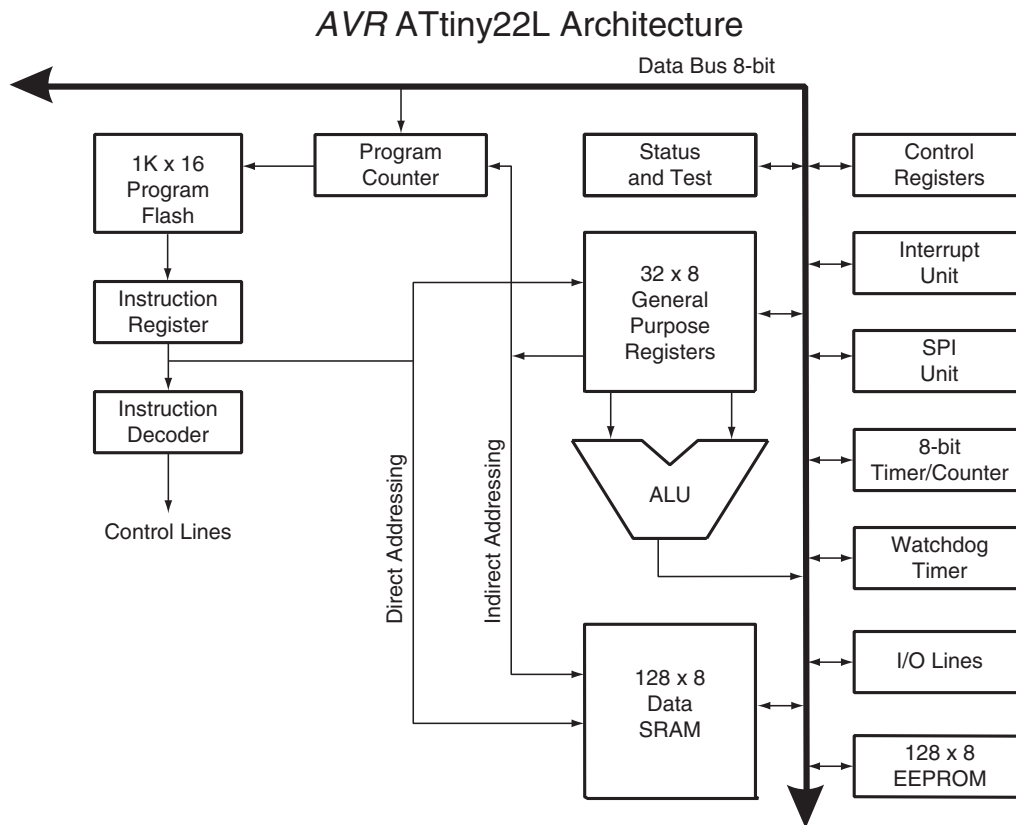 AVR ATtiny22L Architecture
Data Bus 8-bit
1K x 16
Program
Flash
Program
Counter
Status
and Test
Control
Registers
Interrupt
Unit
32 x 8
General
Purpose
Registers
Instruction
Register
SPI
Unit
Instruction
Decoder
8-bit
Timer/Counter
ALU
Control Lines
Direct Addressing
Indirect Addressing
Watchdog
Timer
128 x 8
Data
SRAM
I/O Lines
128 x 8
EEPROM